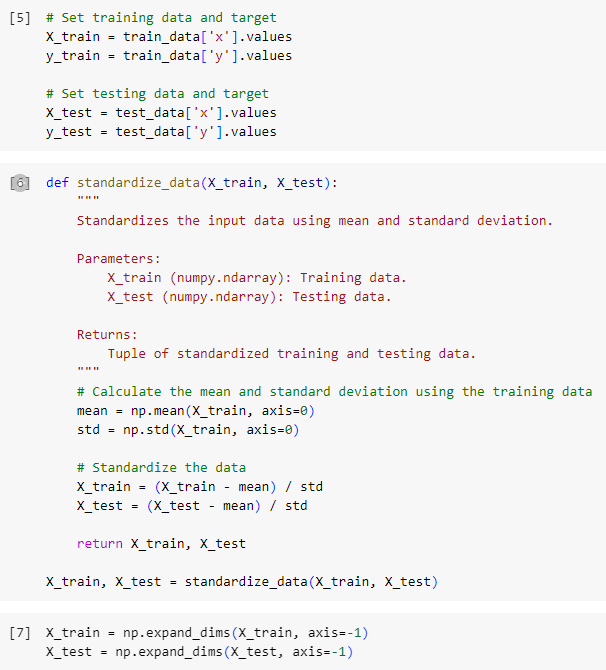 [5] # Set training data and target
X_train = train_data['x'].values
y_train = train_data['y'].values
# Set testing data and target
X_test = test_data['x'].values
y_test = test_data['y'].values
[6] def standardize_data(X_train, X_test):
"""
Standardizes the input data using mean and standard deviation.
Parameters:
X_train (numpy.ndarray): Training data.
X_test (numpy.ndarray): Testing data.
Returns:
Tuple of standardized training and testing data.
"""
# Calculate the mean and standard deviation using the training data
mean = np.mean(X_train, axis=0)
std = np.std(X_train, axis=0)
# Standardize the data
X_train = (X_train - mean) / std
X_test = (X_test - mean) / std
return X_train, X_test
X_train, X_test = standardize_data(X_train, X_test)
[7] X_train = np.expand_dims(X_train, axis=-1)
X_test = np.expand_dims(X_test, axis=-1)